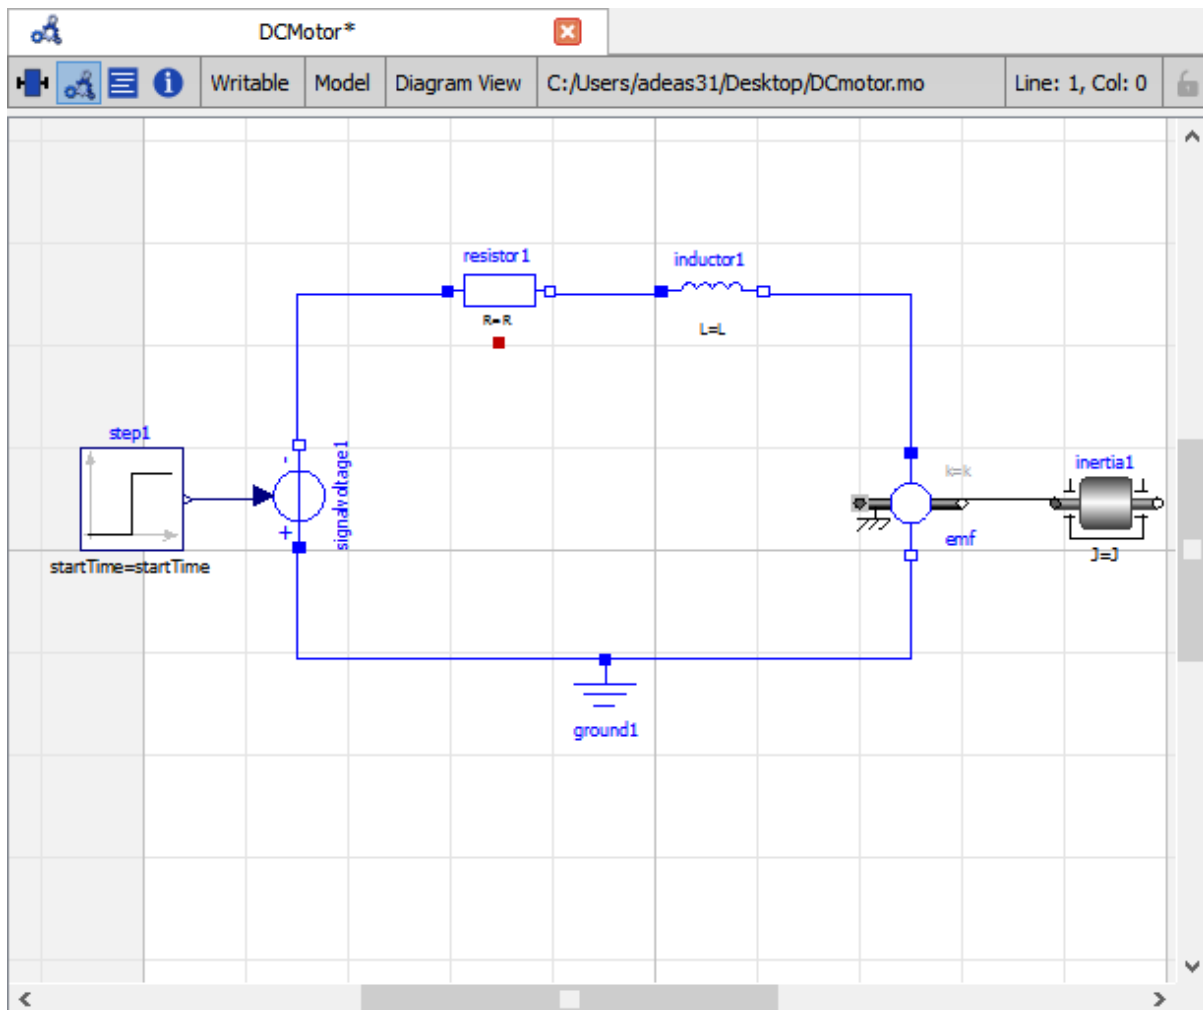 DCMotor*
Writable Model Diagram View C:/Users/adeas31/Desktop/DCmotor.mo Line: 1, Col: 0
resistor1
inductor1
R=R
L=L
step1
signalvoltage1
-
+
k=k
inertia1
emf
J=J
startTime=startTime
ground1